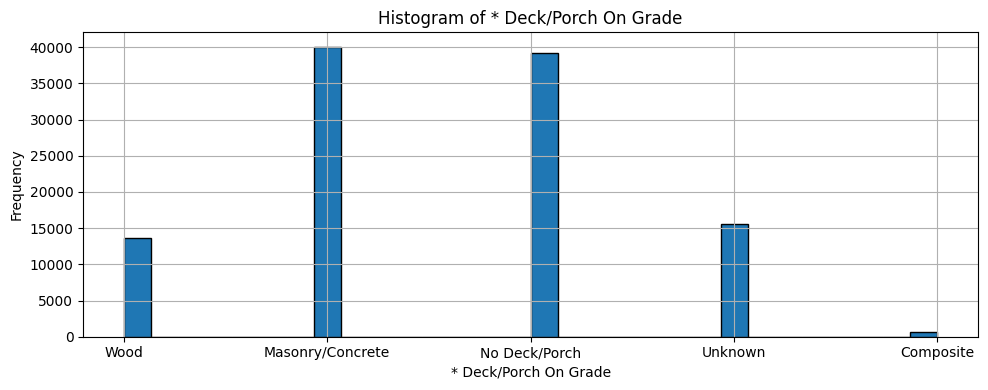 Histogram of * Deck/Porch On Grade
Frequency
40000
35000
30000
25000
20000
15000
10000
5000
0
Wood Masonry/Concrete No Deck/Porch Unknown Composite
* Deck/Porch On Grade